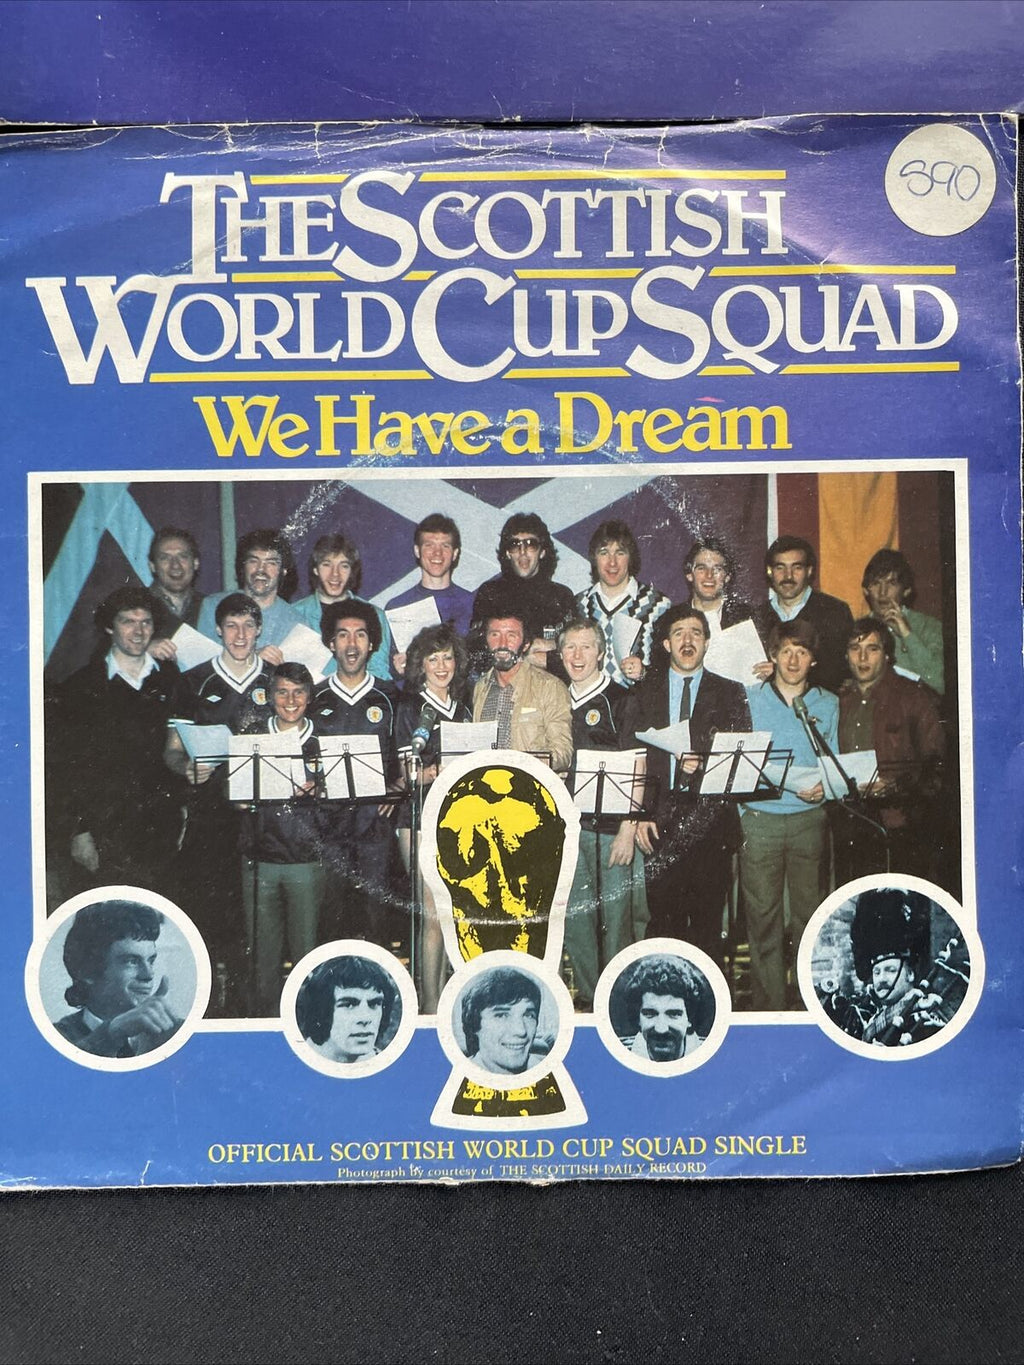 S90
THE SCOTTISH
WORLD CUP SQUAD
We Have a Dream
OFFICIAL SCOTTISH WORLD CUP SQUAD SINGLE
Photograph by courtesy of THE SCOTTISH DAILY RECORD